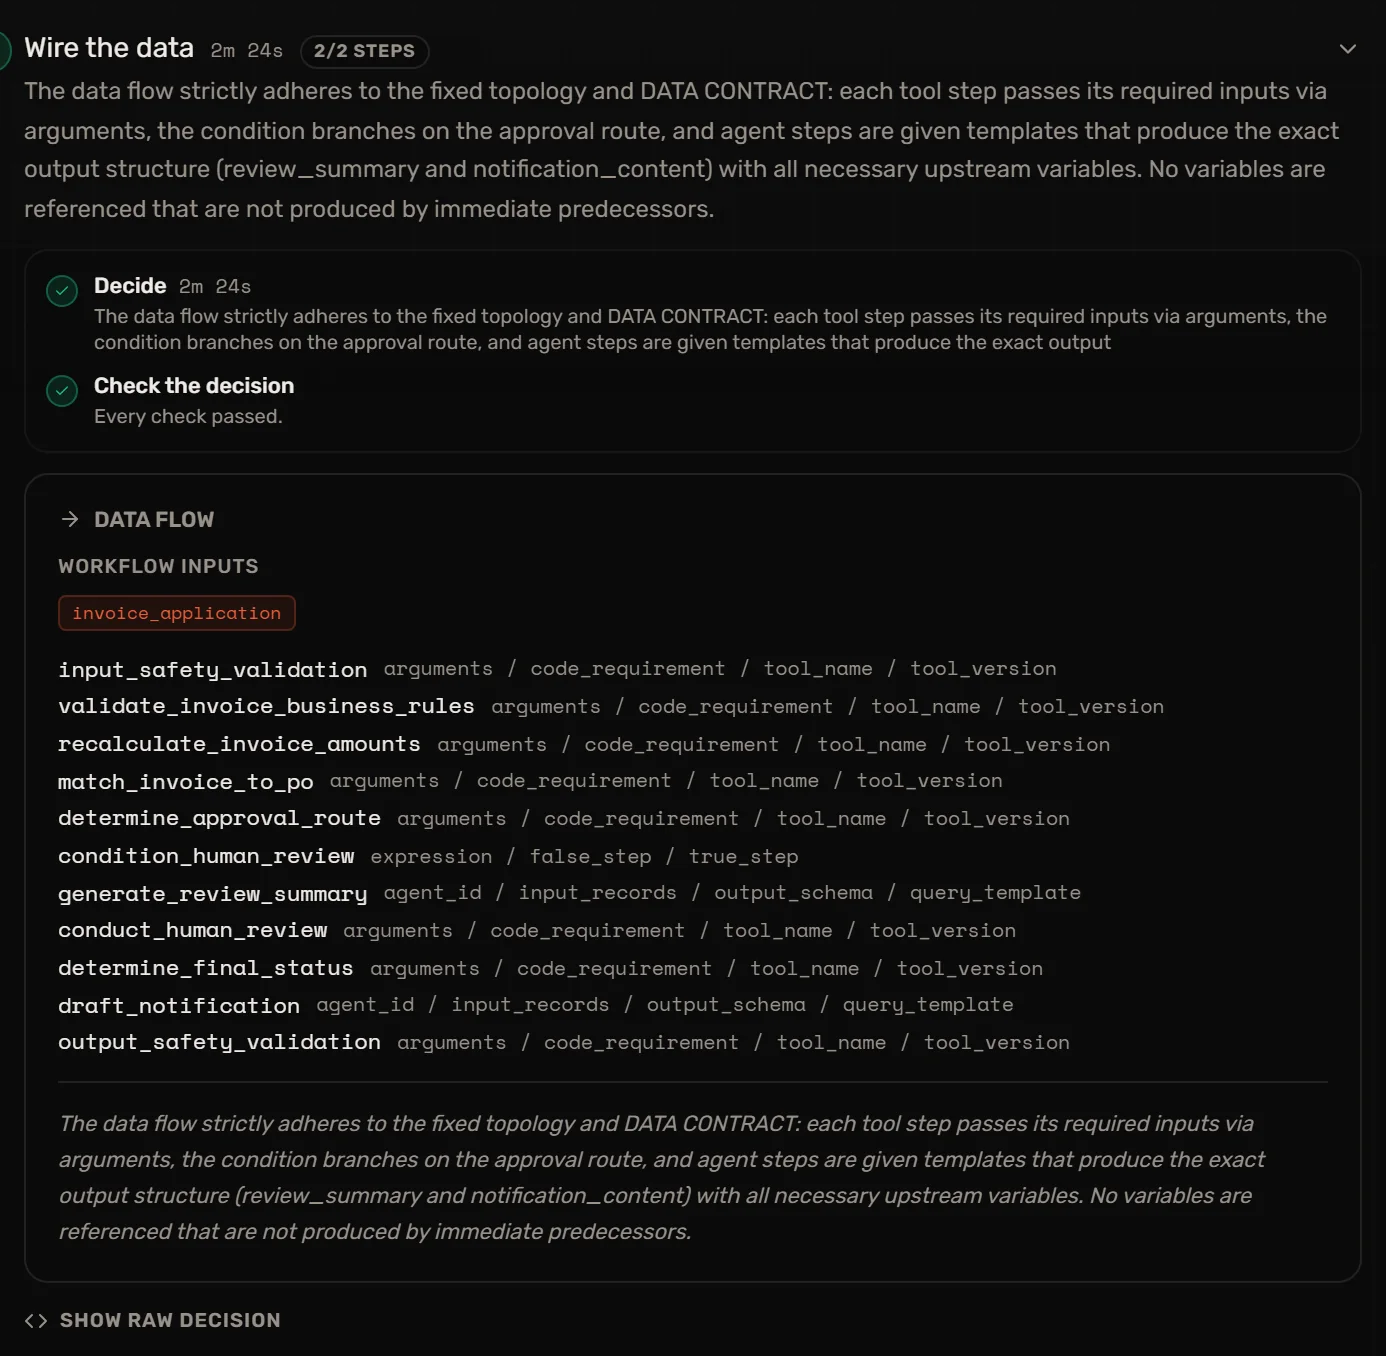 Wire the data 2m 24s 2/2 STEPS
The data flow strictly adheres to the fixed topology and DATA CONTRACT: each tool step passes its required inputs via
arguments, the condition branches on the approval route, and agent steps are given templates that produce the exact
output structure (review_summary and notification_content) with all necessary upstream variables. No variables are
referenced that are not produced by immediate predecessors.
Decide 2m 24s
The data flow strictly adheres to the fixed topology and DATA CONTRACT: each tool step passes its required inputs via arguments, the
condition branches on the approval route, and agent steps are given templates that produce the exact output
Check the decision
Every check passed.
DATA FLOW
WORKFLOW INPUTS
invoice_application
input_safety_validation arguments / code_requirement / tool_name / tool_version
validate_invoice_business_rules arguments / code_requirement / tool_name / tool_version
recalculate_invoice_amounts arguments / code_requirement / tool_name / tool_version
match_invoice_to_po arguments / code_requirement / tool_name / tool_version
determine_approval_route arguments / code_requirement / tool_name / tool_version
condition_human_review expression / false_step / true_step
generate_review_summary agent_id / input_records / output_schema / query_template
conduct_human_review arguments / code_requirement / tool_name / tool_version
determine_final_status arguments / code_requirement / tool_name / tool_version
draft_notification agent_id / input_records / output_schema / query_template
output_safety_validation arguments / code_requirement / tool_name / tool_version
The data flow strictly adheres to the fixed topology and DATA CONTRACT: each tool step passes its required inputs via
arguments, the condition branches on the approval route, and agent steps are given templates that produce the exact
output structure (review_summary and notification_content) with all necessary upstream variables. No variables are
referenced that are not produced by immediate predecessors.
SHOW RAW DECISION